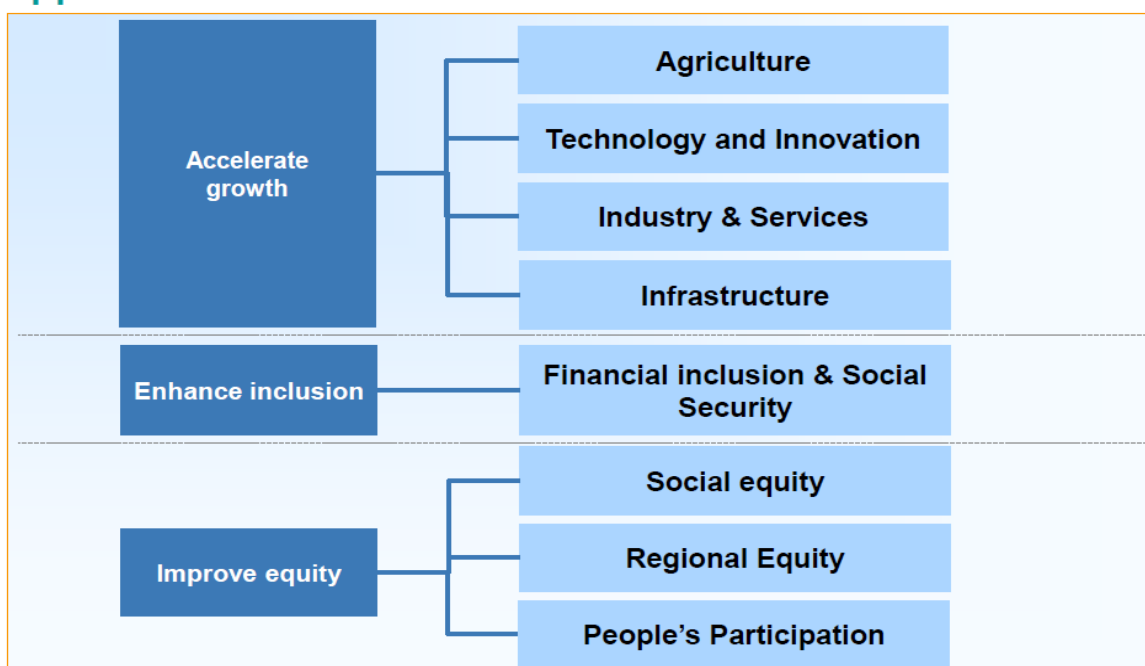 Accelerate
growth
Agriculture
Technology and Innovation
Industry & Services
Infrastructure
Enhance inclusion
Financial inclusion & Social
Security
Improve equity
Social equity
Regional Equity
People’s Participation